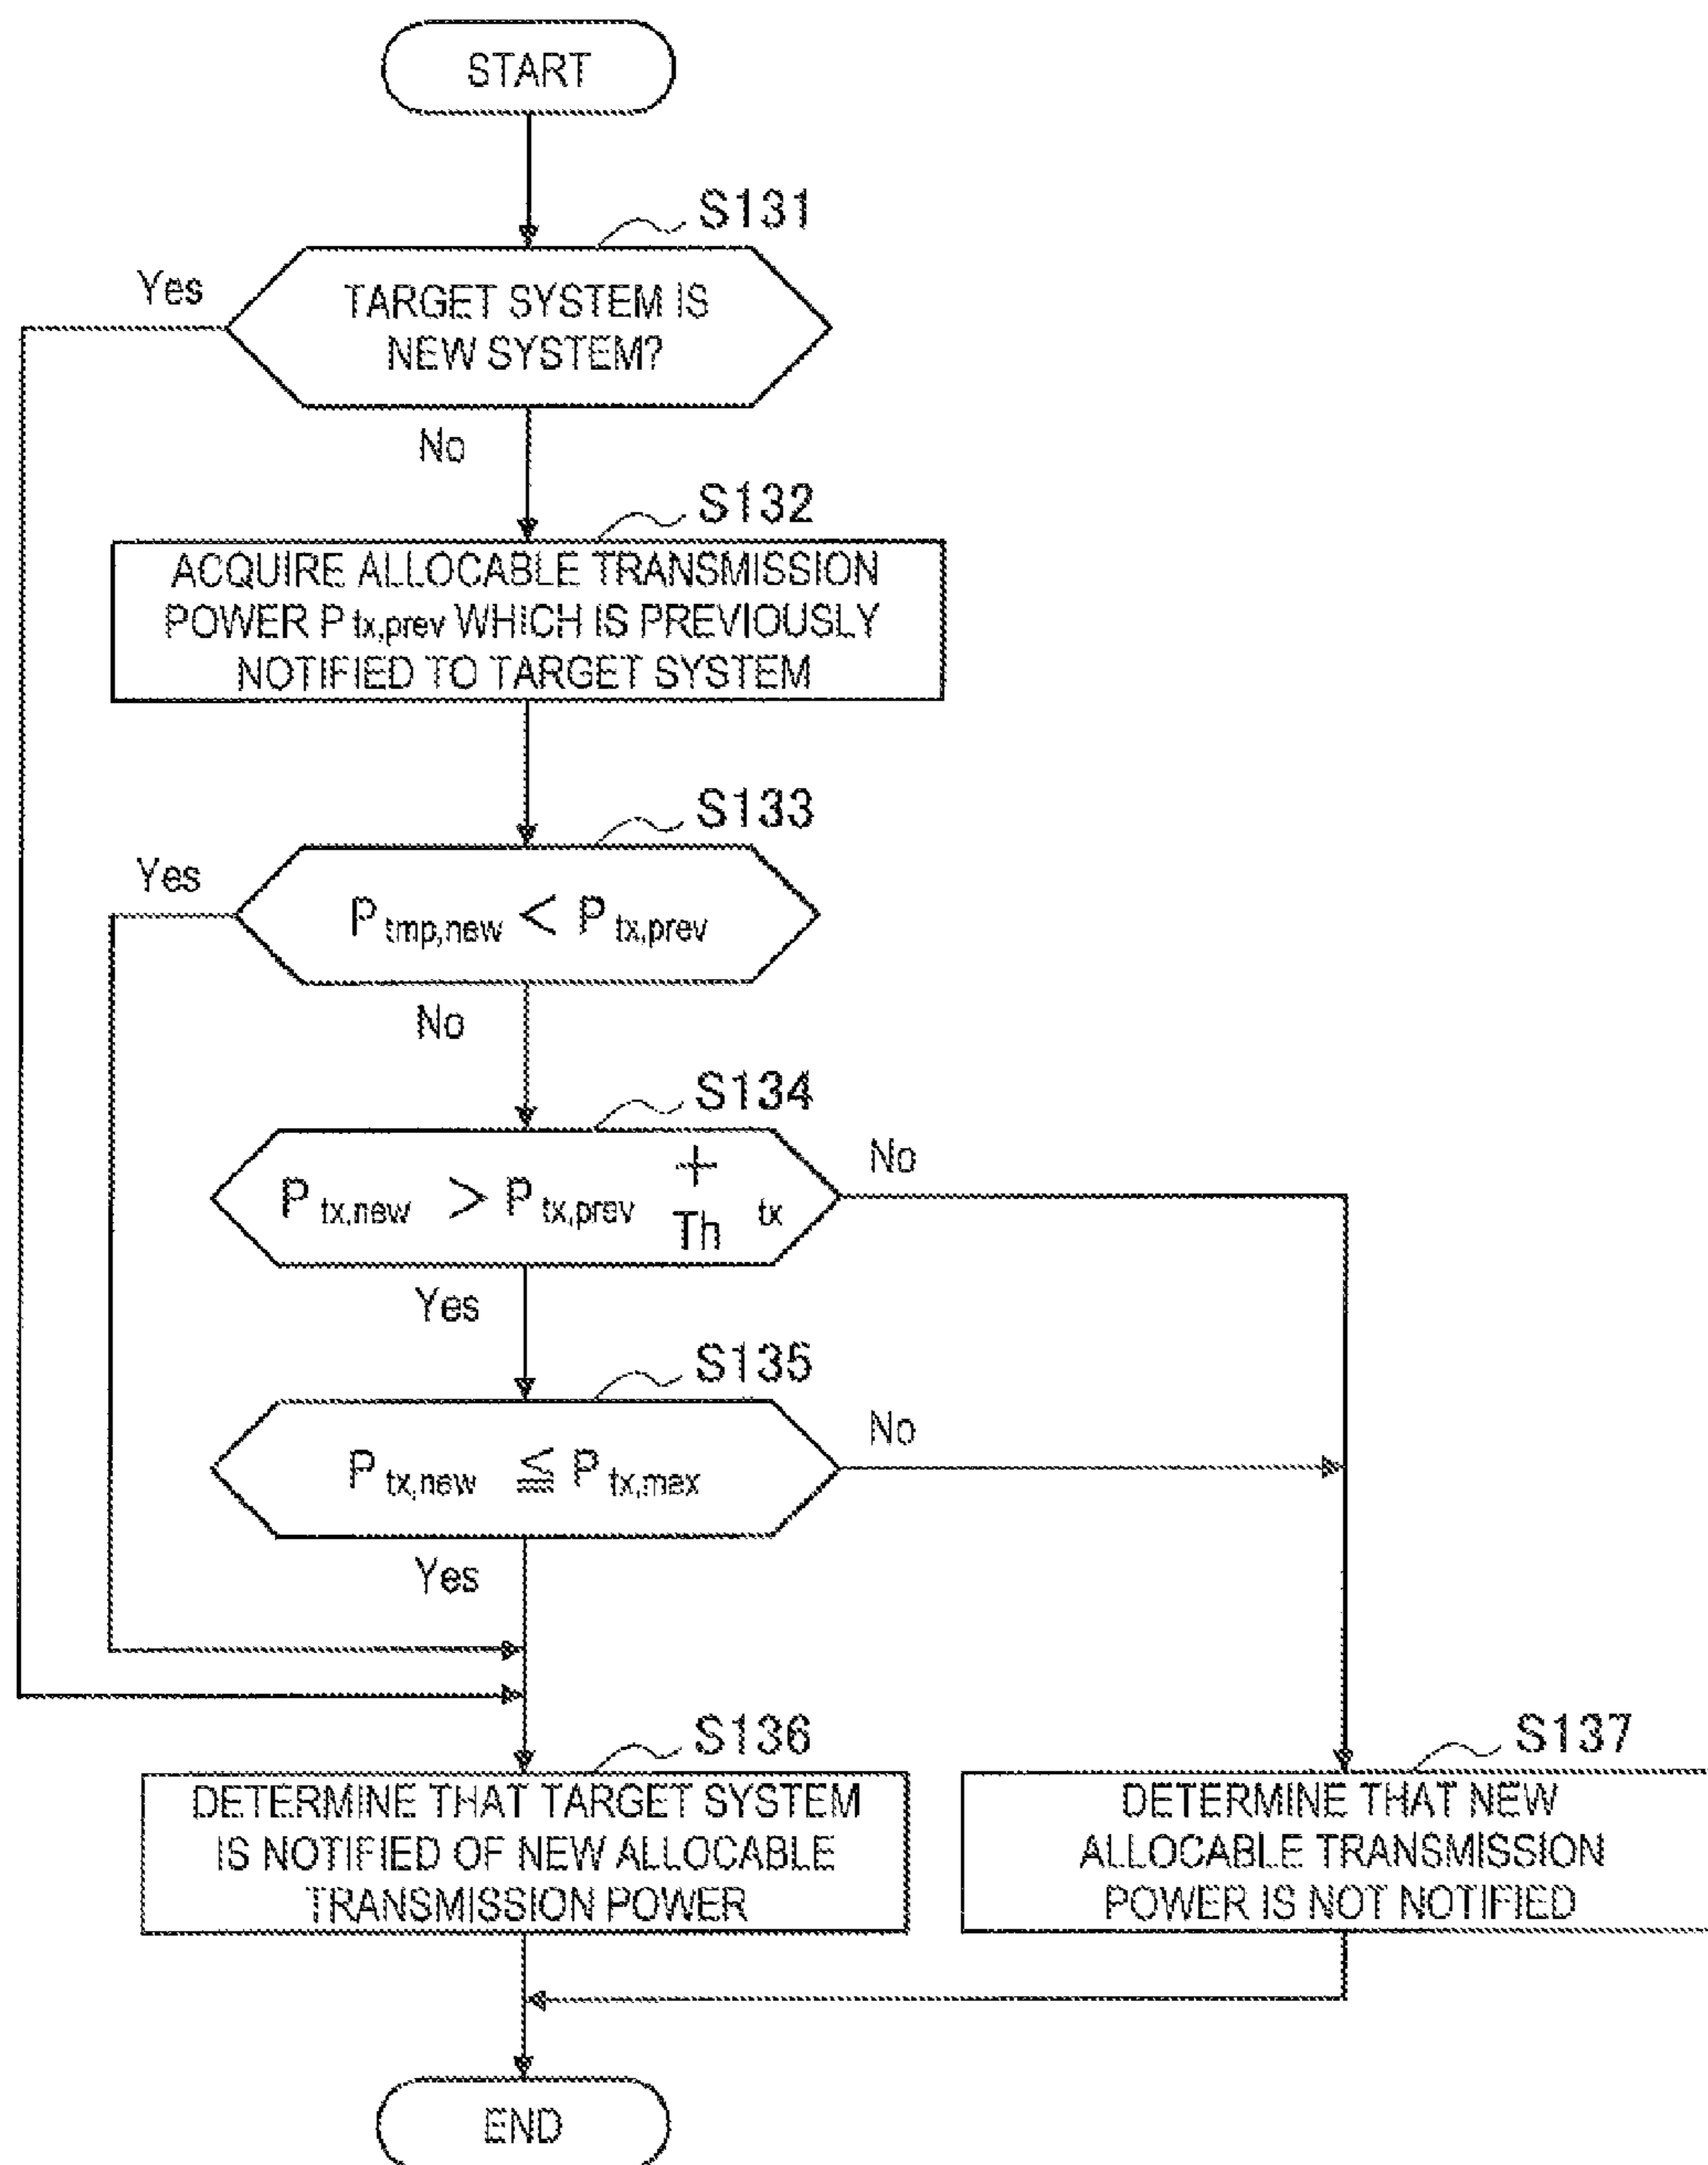 START
S131
Yes
TARGET SYSTEM IS
NEW SYSTEM?
No
S132
ACQUIRE ALLOCABLE TRANSMISSION
POWER P tx,prev WHICH IS PREVIOUSLY
NOTIFIED TO TARGET SYSTEM
S133
Yes
P tmp,new < P tx,prev
No
S134
No
P tx,new > P tx,prev + Th tx
Yes
S135
No
P tx,new ≦ P tx,max
Yes
S136
DETERMINE THAT TARGET SYSTEM
IS NOTIFIED OF NEW ALLOCABLE
TRANSMISSION POWER
S137
DETERMINE THAT NEW
ALLOCABLE TRANSMISSION
POWER IS NOT NOTIFIED
END